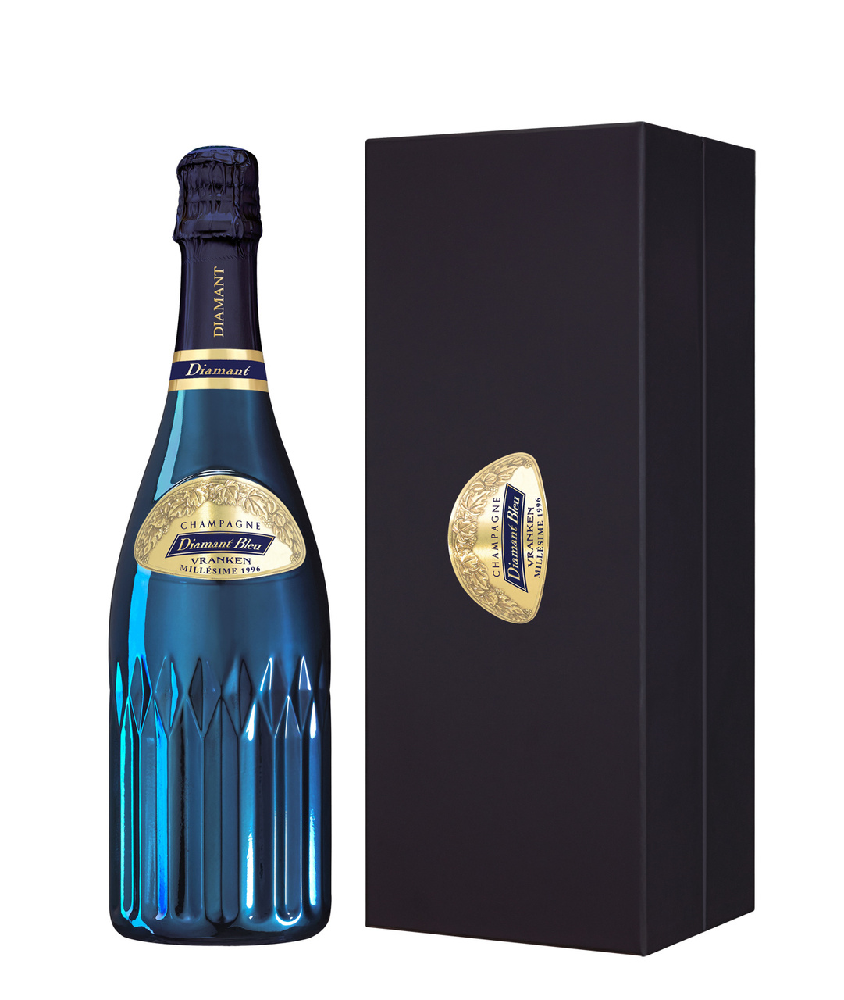 DIAMANT
Diamant
CHAMPAGNE
Diamant Bleu
VRANKEN
MILLÉSIME 1996
CHAMPAGNE
Diamant Bleu
VRANKEN
MILLÉSIME 1996